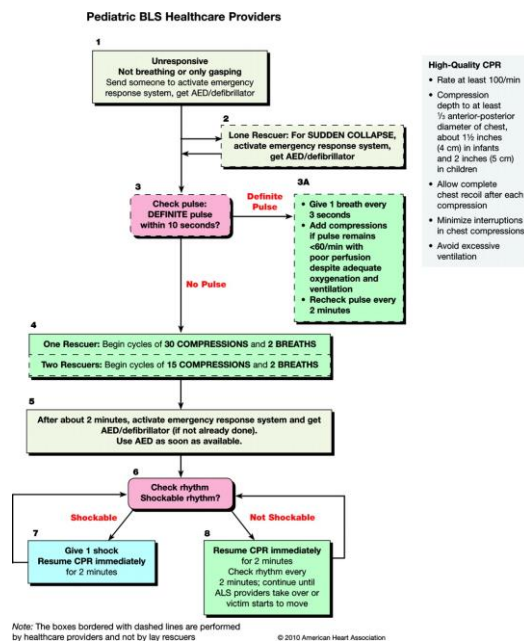 Pediatric BLS Healthcare Providers
1
Unresponsive
Not breathing or only gasping
Send someone to activate emergency
response system, get AED/defibrillator
2
Lone Rescuer: For SUDDEN COLLAPSE,
activate emergency response system,
get AED/defibrillator
3
Check pulse:
DEFINITE pulse
within 10 seconds?
Definite
Pulse
3A
• Give 1 breath every
3 seconds
• Add compressions
if pulse remains
<60/min with
poor perfusion
despite adequate
oxygenation and
ventilation
• Recheck pulse every
2 minutes
No Pulse
4
One Rescuer: Begin cycles of 30 COMPRESSIONS and 2 BREATHS
Two Rescuers: Begin cycles of 15 COMPRESSIONS and 2 BREATHS
5
After about 2 minutes, activate emergency response system and get
AED/defibrillator (if not already done).
Use AED as soon as available.
6
Check rhythm
Shockable rhythm?
Shockable
Not Shockable
7
Give 1 shock
Resume CPR immediately
for 2 minutes
8
Resume CPR immediately
for 2 minutes
Check rhythm every
2 minutes; continue until
ALS providers take over or
victim starts to move
High-Quality CPR
• Rate at least 100/min
• Compression
depth to at least
⅓ anterior-posterior
diameter of chest,
about 1½ inches
(4 cm) in infants
and 2 inches (5 cm)
in children
• Allow complete
chest recoil after each
compression
• Minimize interruptions
in chest compressions
• Avoid excessive
ventilation
Note: The boxes bordered with dashed lines are performed
by healthcare providers and not by lay rescuers
© 2010 American Heart Association